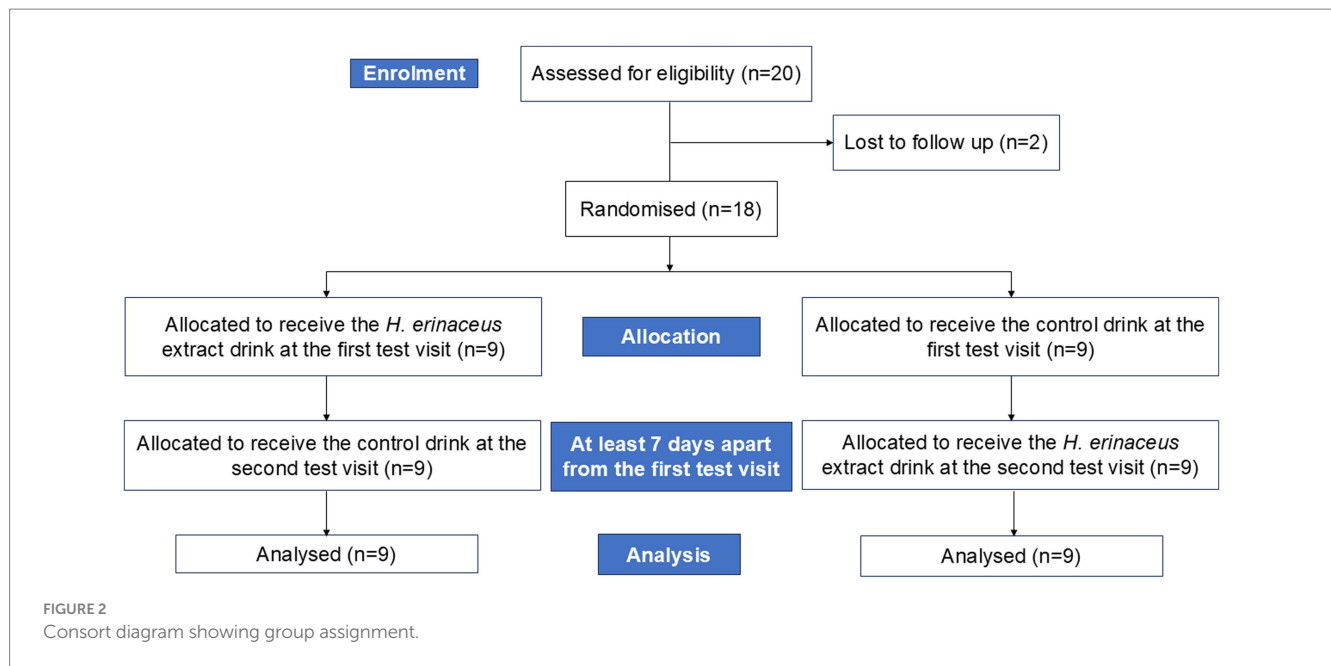 Enrolment
Assessed for eligibility (n=20)
Lost to follow up (n=2)
Randomised (n=18)
Allocated to receive the H. erinaceus
extract drink at the first test visit (n=9)
Allocation
Allocated to receive the control drink at the
first test visit (n=9)
Allocated to receive the control drink at the
second test visit (n=9)
At least 7 days apart
from the first test visit
Allocated to receive the H. erinaceus
extract drink at the second test visit (n=9)
Analysed (n=9)
Analysis
Analysed (n=9)
FIGURE 2
Consort diagram showing group assignment.